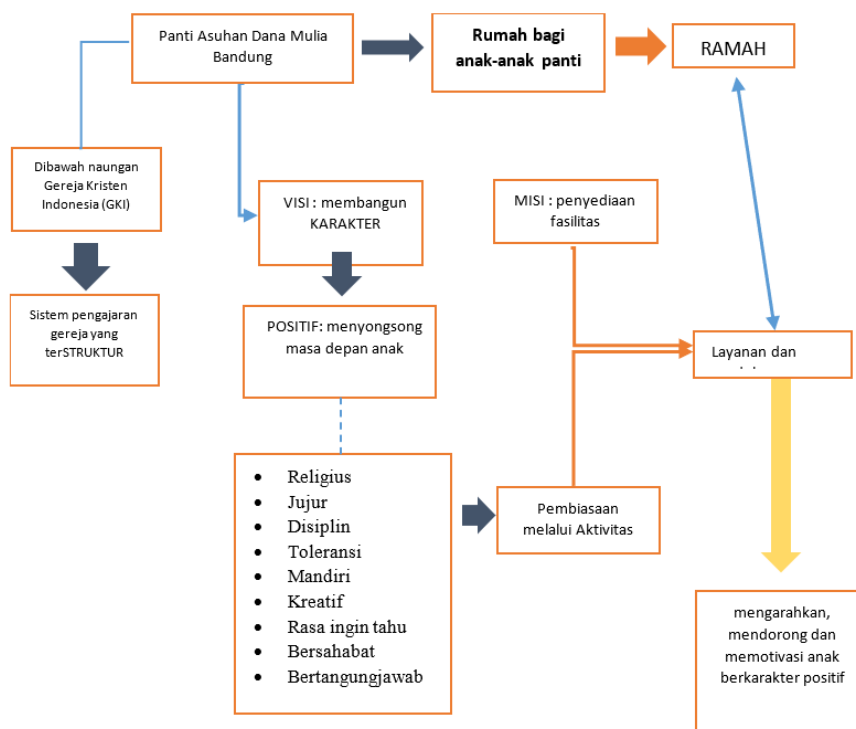 Panti Asuhan Dana Mulia
Bandung
Rumah bagi
anak-anak panti
RAMAH
Dibawah naungan
Gereja Kristen
Indonesia (GKI)
VISI : membangun
KARAKTER
MISI : penyediaan
fasilitas
Sistem pengajaran
gereja yang
terSTRUKTUR
POSITIF: menyongsong
masa depan anak
Layanan dan
• Religius
• Jujur
• Disiplin
• Toleransi
• Mandiri
• Kreatif
• Rasa ingin tahu
• Bersahabat
• Bertangungjawab
Pembiasaan
melalui Aktivitas
mengarahkan,
mendorong dan
memotivasi anak
berkarakter positif